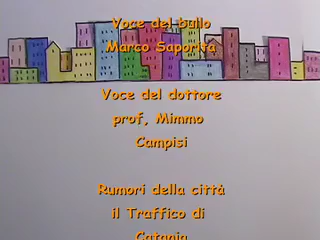 Voce del bullo
Marco Saporita
Voce del dottore
prof, Mimmo
Campisi
Rumori della città
il Traffico di
Catania